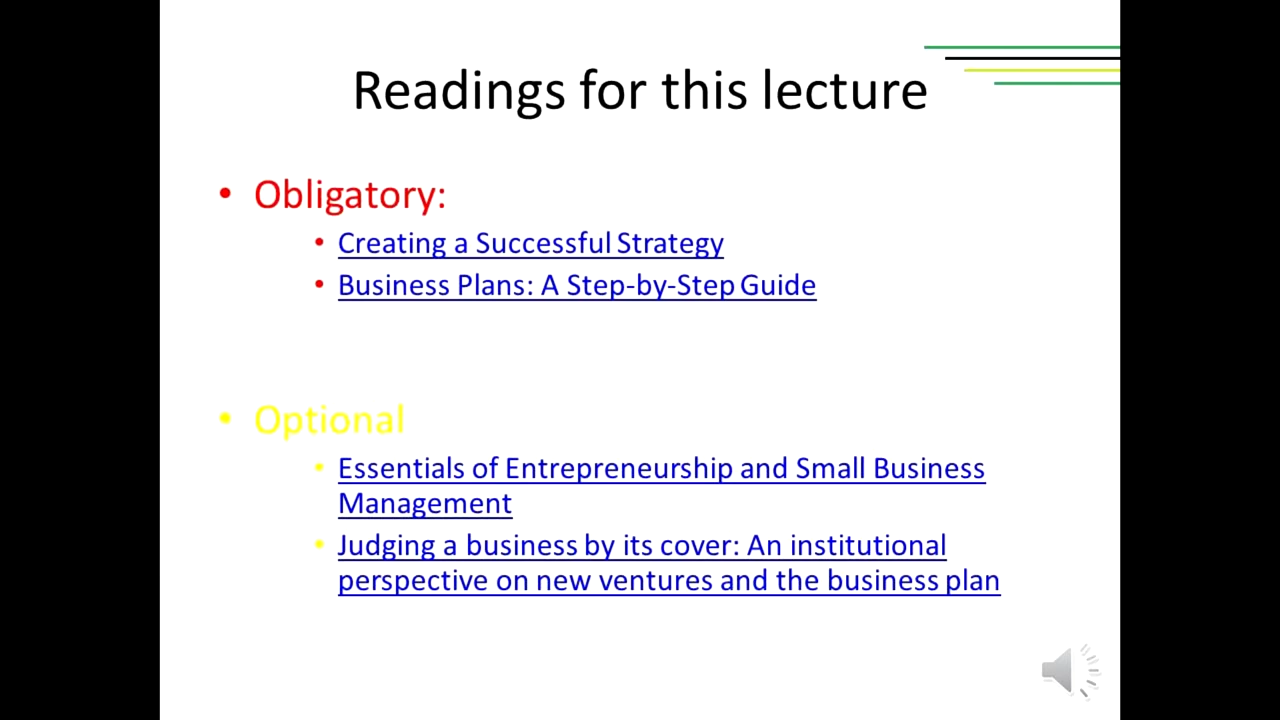 Readings for this lecture
• Obligatory:
• Creating a Successful Strategy
• Business Plans: A Step-by-Step Guide
• Optional
• Essentials of Entrepreneurship and Small Business
Management
• Judging a business by its cover: An institutional
perspective on new ventures and the business plan